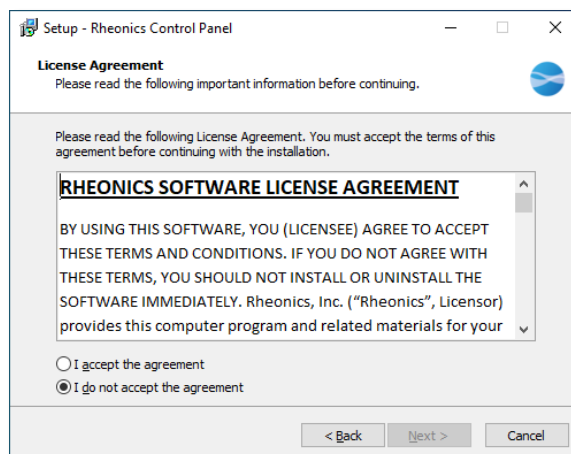 Setup - Rheonics Control Panel
License Agreement
Please read the following important information before continuing.
Please read the following License Agreement. You must accept the terms of this
agreement before continuing with the installation.
RHEONICS SOFTWARE LICENSE AGREEMENT
BY USING THIS SOFTWARE, YOU (LICENSEE) AGREE TO ACCEPT
THESE TERMS AND CONDITIONS. IF YOU DO NOT AGREE WITH
THESE TERMS, YOU SHOULD NOT INSTALL OR UNINSTALL THE
SOFTWARE IMMEDIATELY. Rheonics, Inc. (“Rheonics”, Licensor)
provides this computer program and related materials for your
I accept the agreement
I do not accept the agreement
< Back Next > Cancel